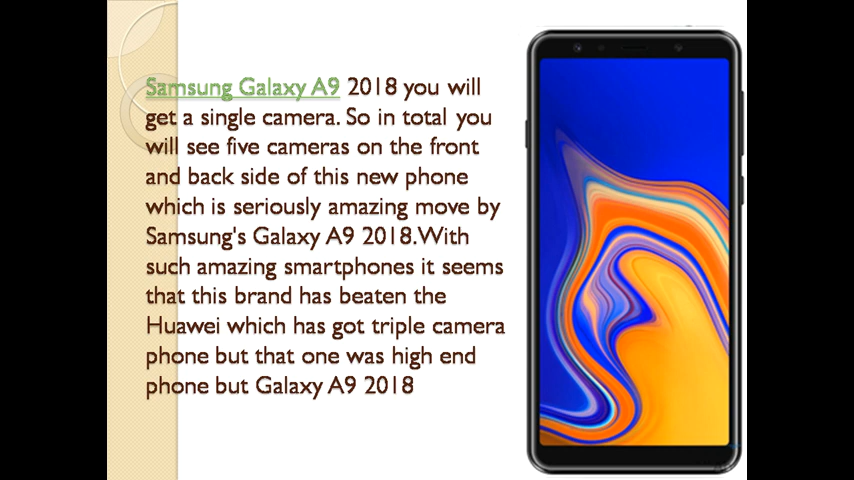 Samsung Galaxy A9 2018 you will
get a single camera. So in total you
will see five cameras on the front
and back side of this new phone
which is seriously amazing move by
Samsung's Galaxy A9 2018.With
such amazing smartphones it seems
that this brand has beaten the
Huawei which has got triple camera
phone but that one was high end
phone but Galaxy A9 2018